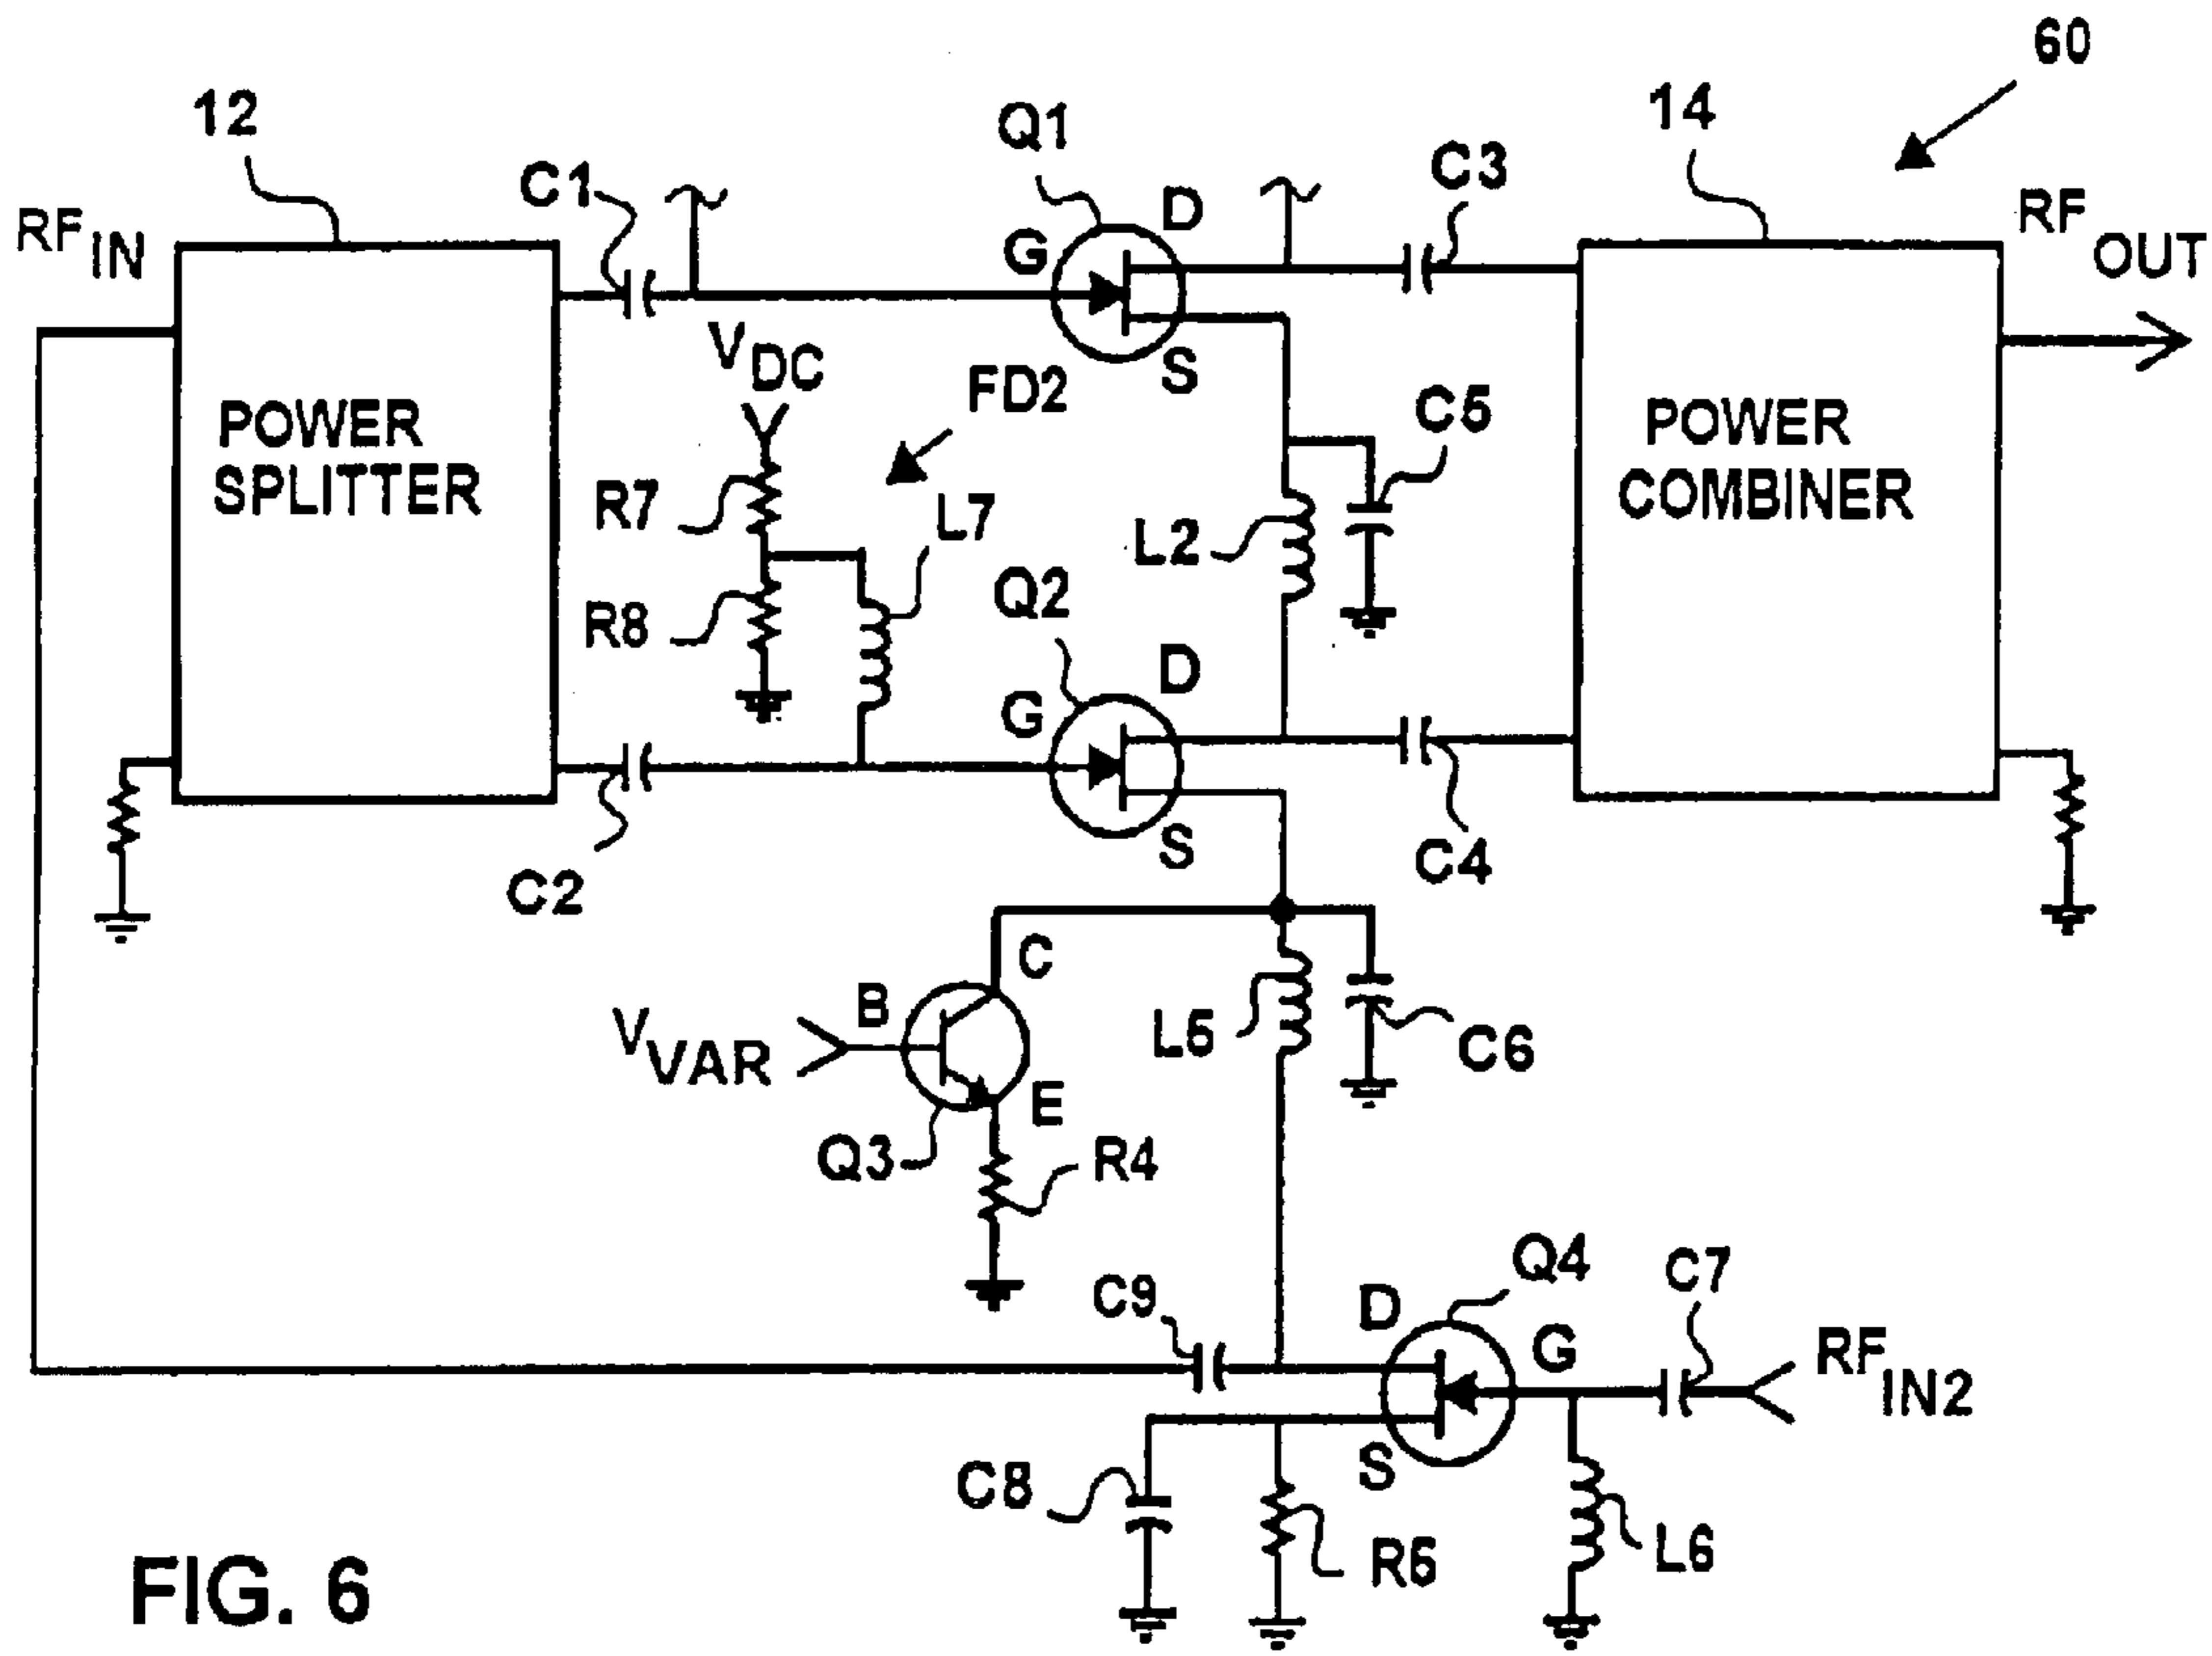 60
12
Q1
14
C1
C3
D
RF IN
G
RF OUT
V DC
S
FD2
C5
POWER SPLITTER
POWER COMBINER
R7
L7
L2
Q2
R8
D
G
S
C4
C2
C
B
V VAR
L5
C6
E
Q3
R4
Q4
C7
C9
D
G
RF IN2
S
C8
R6
L6
FIG. 6